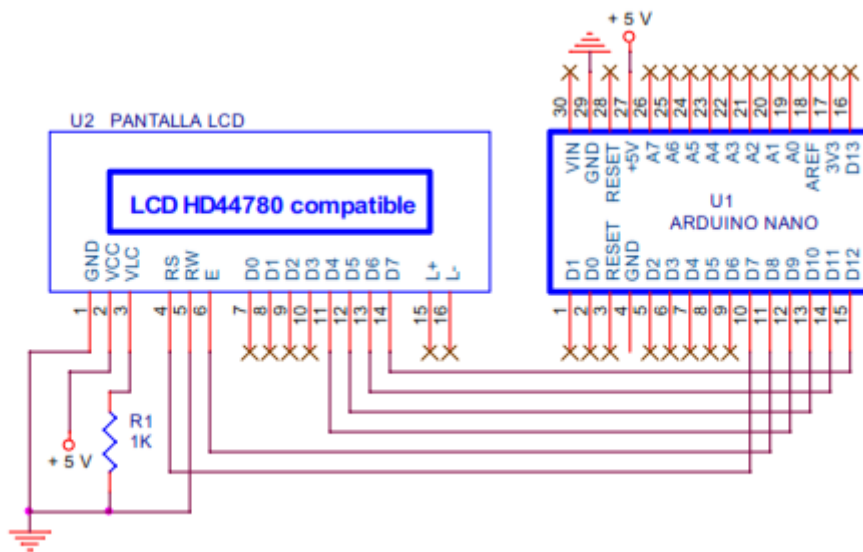 + 5 V
30 29 28 27 26 25 24 23 22 21 20 19 18 17 16
U2 PANTALLA LCD
VIN GND RESET +5V A7 A6 A5 A4 A3 A2 A1 A0 AREF 3V3 D13
LCD HD44780 compatible
U1
ARDUINO NANO
GND VCC VLC RS RW E D0 D1 D2 D3 D4 D5 D6 D7 L+ L-
D1 D0 RESET GND D2 D3 D4 D5 D6 D7 D8 D9 D10 D11 D12
1 2 3 4 5 6 7 8 9 10 11 12 13 14 15 16
1 2 3 4 5 6 7 8 9 10 11 12 13 14 15
R1
1K
+ 5 V